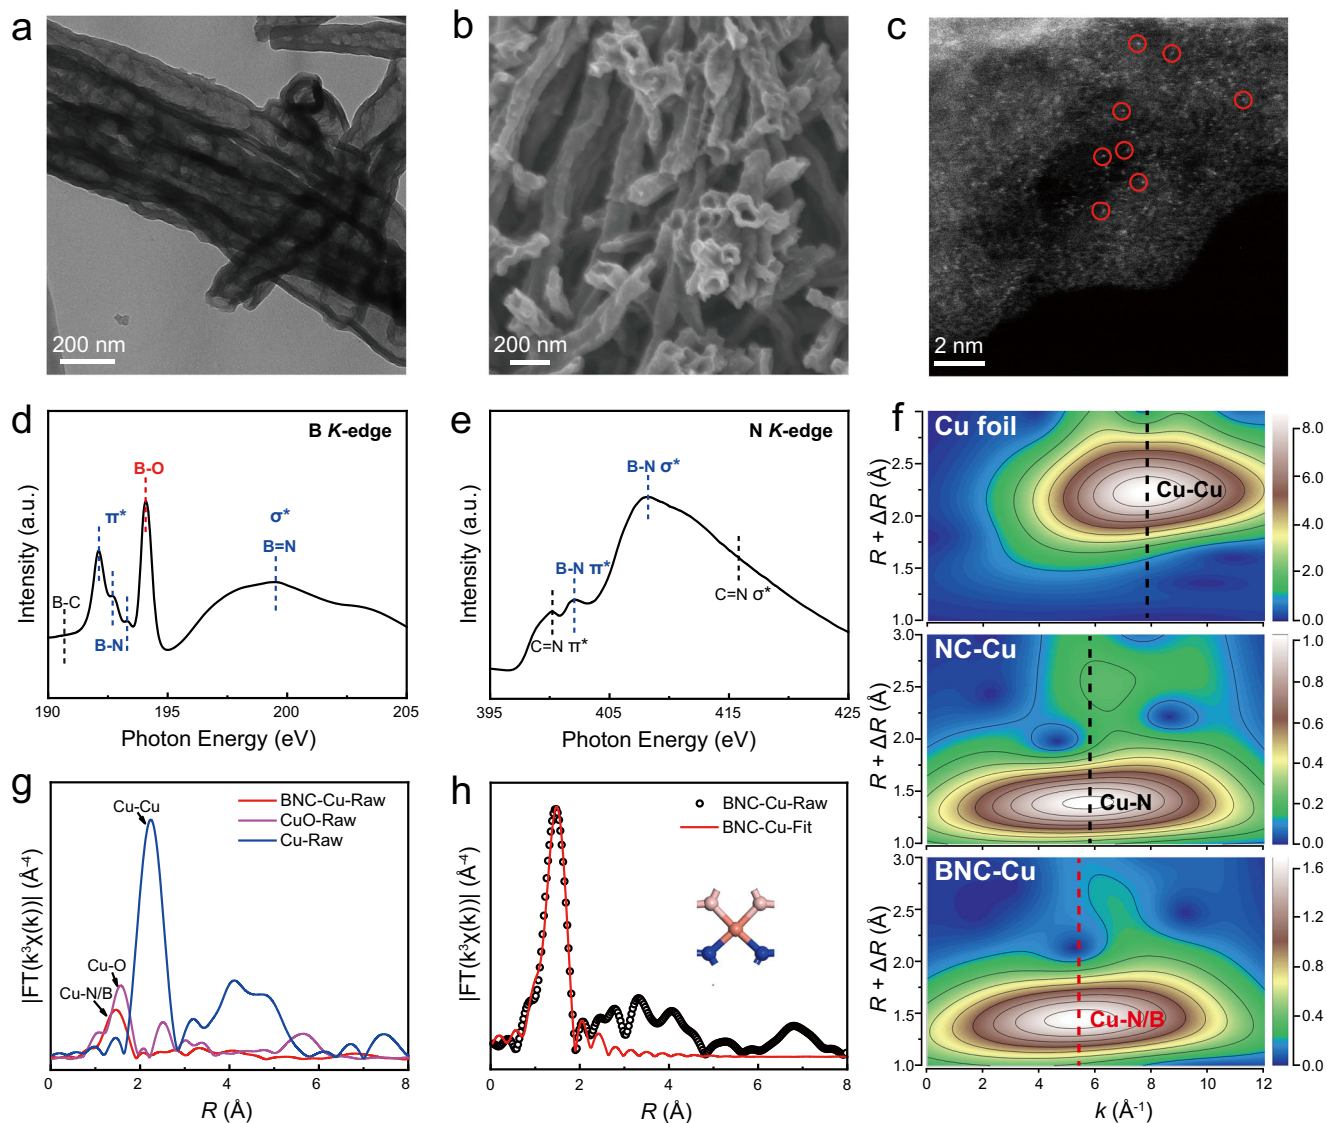 a
200 nm
b
200 nm
c
2 nm
d
B K-edge
B-O
π*
σ*
B=N
B-C
B-N
Intensity (a.u.)
190 195 200 205
Photon Energy (eV)
e
N K-edge
B-N σ*
B-N π*
C=N σ*
C=N π*
Intensity (a.u.)
395 405 415 425
Photon Energy (eV)
f
Cu foil
Cu-Cu
R + ΔR (Å)
2.5
2.0
1.5
1.0
8.0
6.0
4.0
2.0
0.0
NC-Cu
Cu-N
R + ΔR (Å)
3.0
2.5
2.0
1.5
1.0
1.0
0.8
0.6
0.4
0.2
0.0
BNC-Cu
Cu-N/B
R + ΔR (Å)
3.0
2.5
2.0
1.5
1.0
1.6
1.2
0.8
0.4
0.0
0 2 4 6 8 10 12
k (Å-1)
g
Cu-Cu
BNC-Cu-Raw
CuO-Raw
Cu-Raw
Cu-O
Cu-N/B
|FT(k3χ(k))| (Å-4)
0 2 4 6 8
R (Å)
h
BNC-Cu-Raw
BNC-Cu-Fit
|FT(k3χ(k))| (Å-4)
0 2 4 6 8
R (Å)